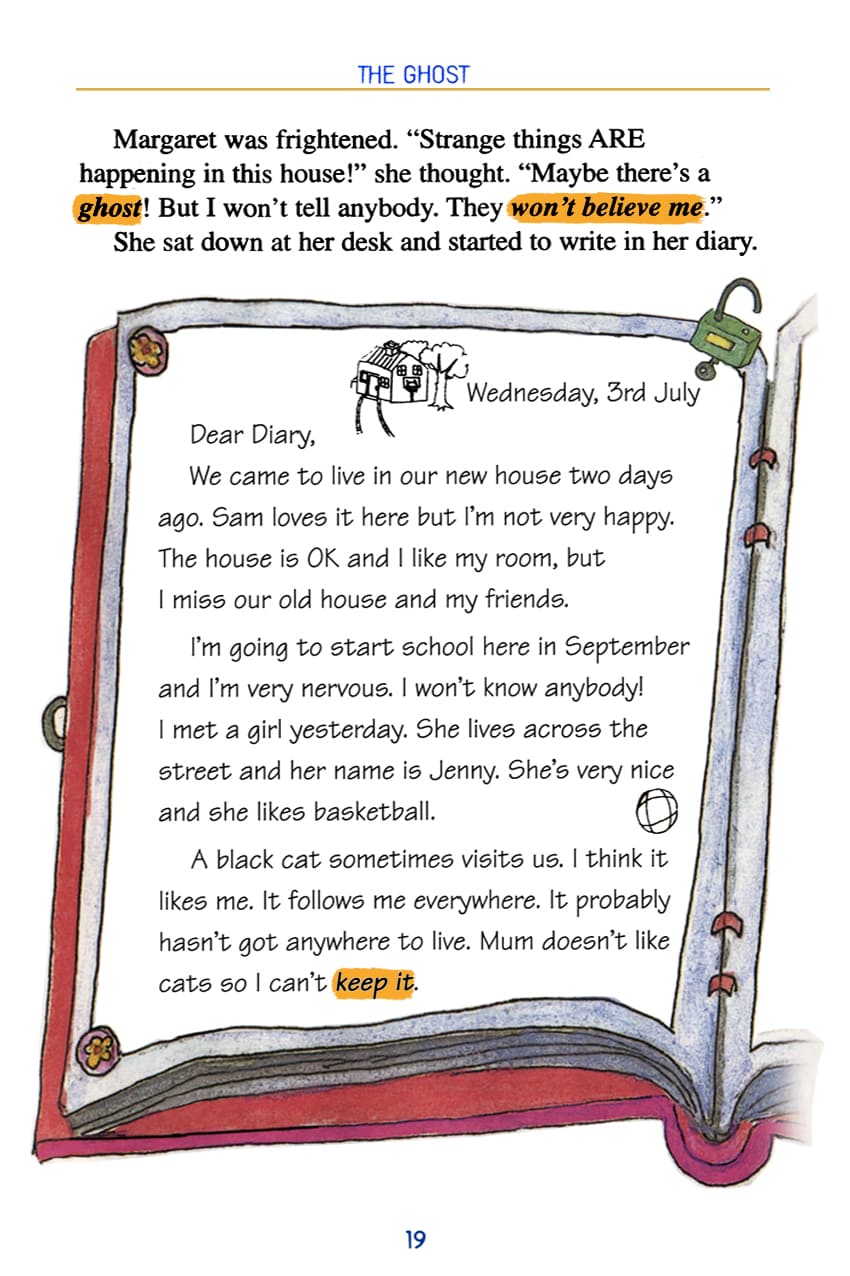 THE GHOST
Margaret was frightened. “Strange things ARE
happening in this house!” she thought. “Maybe there’s a
ghost! But I won’t tell anybody. They won’t believe me.”
She sat down at her desk and started to write in her diary.
Wednesday, 3rd July
Dear Diary,
We came to live in our new house two days
ago. Sam loves it here but I’m not very happy.
The house is OK and I like my room, but
I miss our old house and my friends.
I’m going to start school here in September
and I’m very nervous. I won’t know anybody!
I met a girl yesterday. She lives across the
street and her name is Jenny. She’s very nice
and she likes basketball.
A black cat sometimes visits us. I think it
likes me. It follows me everywhere. It probably
hasn’t got anywhere to live. Mum doesn’t like
cats so I can’t keep it.
19